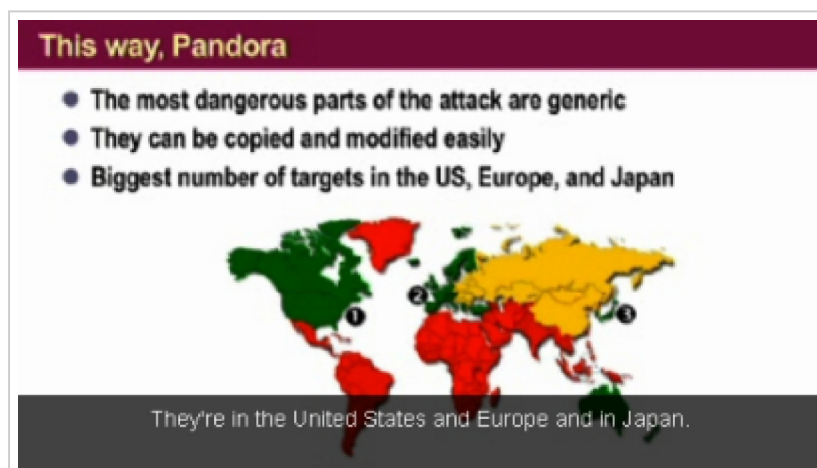 This way, Pandora
The most dangerous parts of the attack are generic
They can be copied and modified easily
Biggest number of targets in the US, Europe, and Japan
1
2
3
They're in the United States and Europe and in Japan.